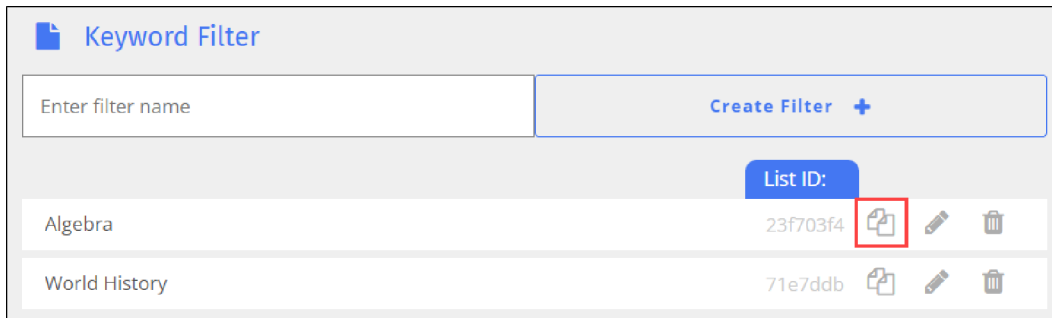 Keyword Filter
Enter filter name
Create Filter +
List ID:
Algebra 23f703f4
World History 71e7ddb